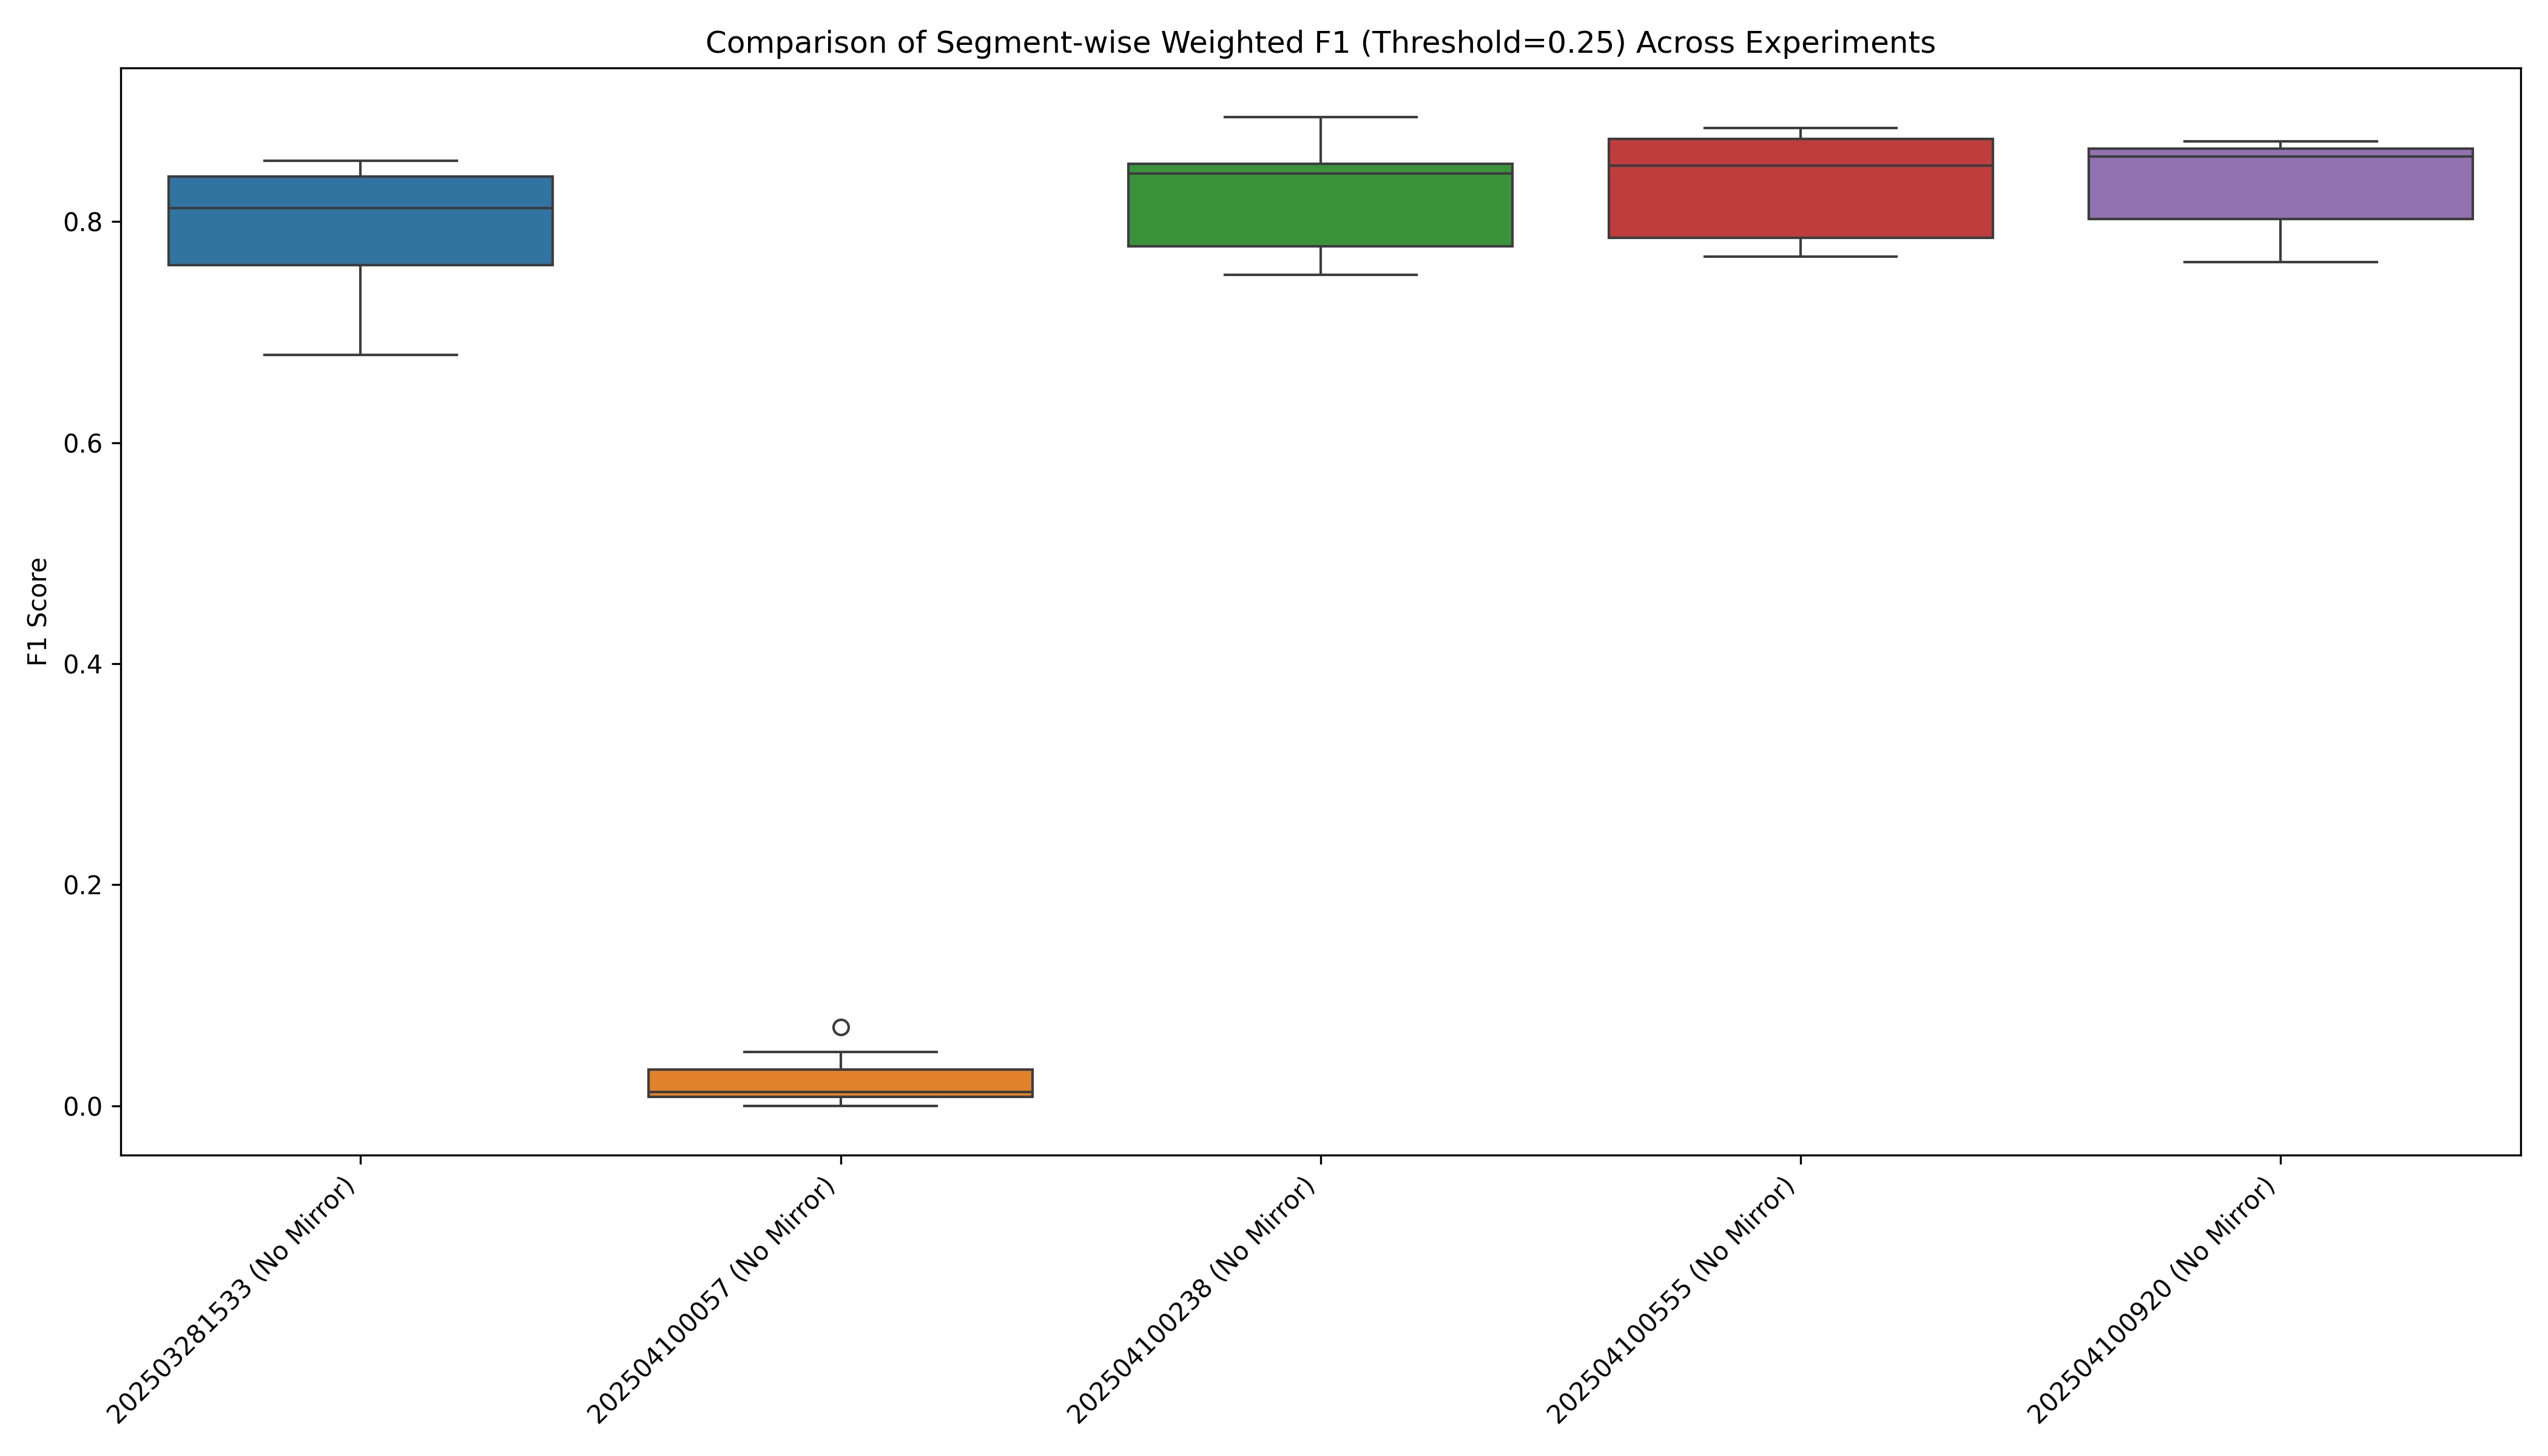 Comparison of Segment-wise Weighted F1 (Threshold=0.25) Across Experiments
F1 Score
0.8
0.6
0.4
0.2
0.0
202503281533 (No Mirror)
202504100057 (No Mirror)
202504100238 (No Mirror)
202504100555 (No Mirror)
202504100920 (No Mirror)